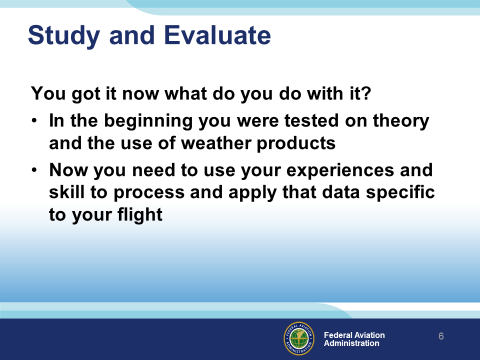 Study and Evaluate
You got it now what do you do with it?
• In the beginning you were tested on theory
and the use of weather products
• Now you need to use your experiences and
skill to process and apply that data specific
to your flight
Federal Aviation
Administration
6